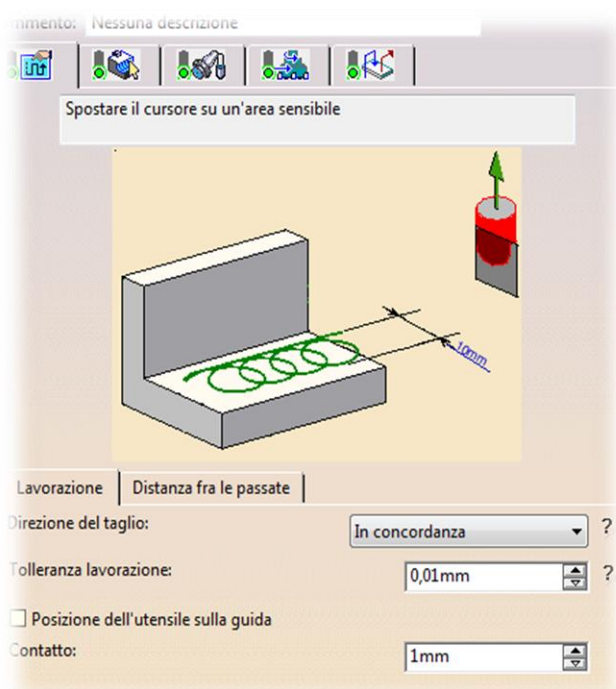 mmento: Nessuna descrizione
Spostare il cursore su un'area sensibile
10mm
Lavorazione Distanza fra le passate
Direzione del taglio: In concordanza ?
Tolleranza lavorazione: 0,01mm ?
Posizione dell'utensile sulla guida
Contatto: 1mm